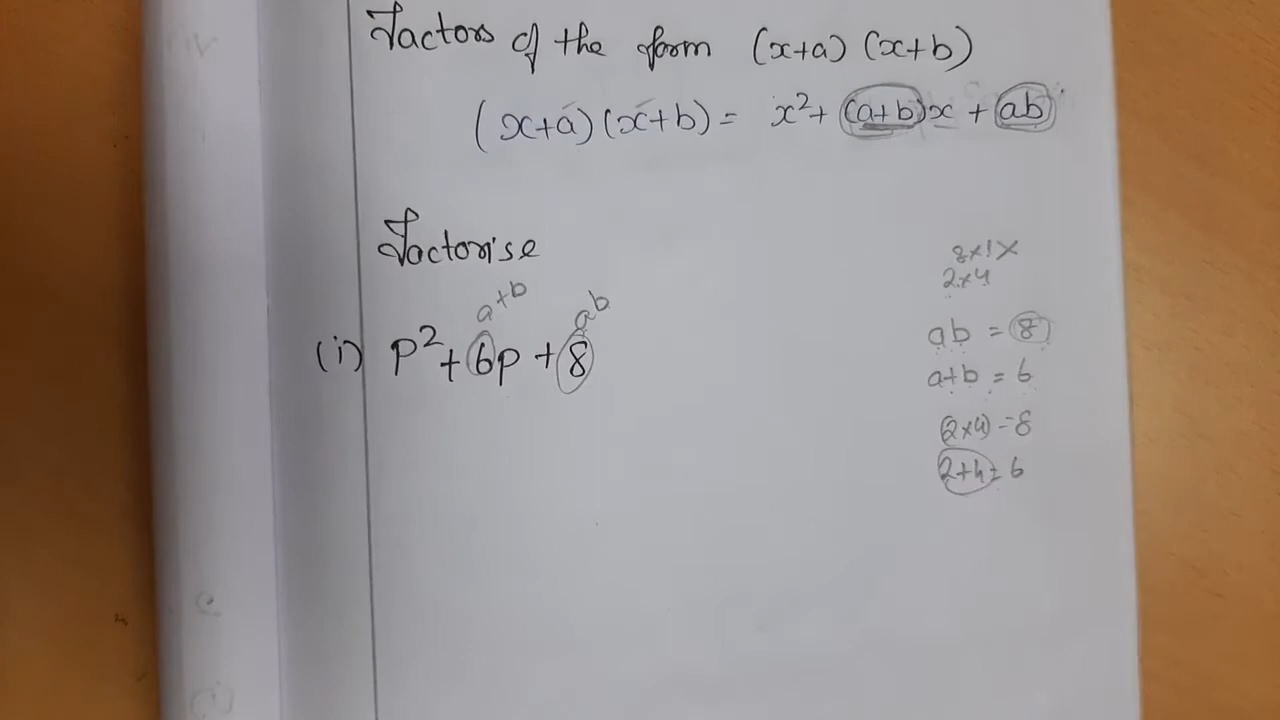 Factors of the form (x+a) (x+b)
(x+a)(x+b) = x²+ (a+b)x + ab
Factorise
a+b ab
(i) p²+6p+8
8×1×
2×4
ab = 8
a+b = 6
(2×4) =8
2+4=6